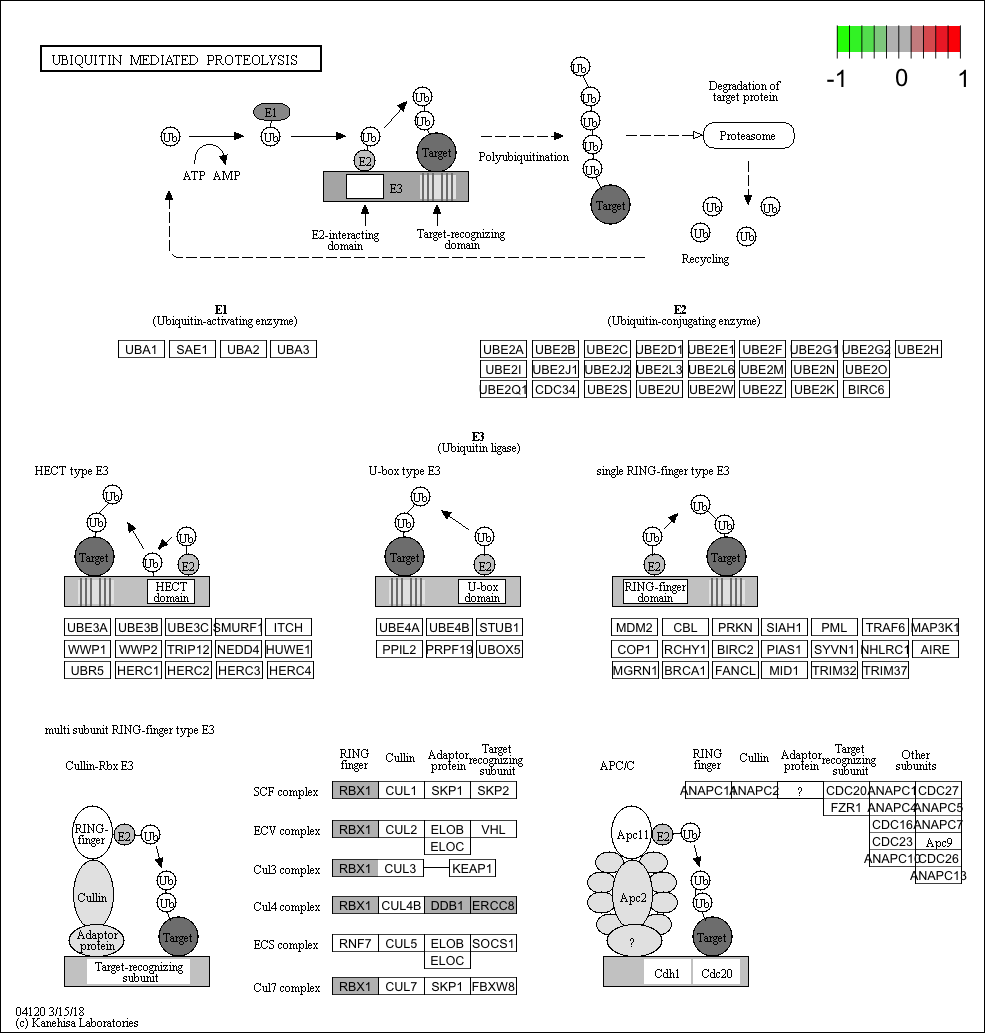 UBIQUITIN MEDIATED PROTEOLYSIS
-1 0 1
Degradation of
target protein
Ub
E1
Ub
Ub
E2
Ub
Ub
Target
E3
ATP AMP
Polyubiquitination
Ub
Ub
Ub
Ub
Ub
Target
Proteasome
Ub Ub
Ub Ub
Recycling
E2-interacting
domain
Target-recognizing
domain
E1
(Ubiquitin-activating enzyme)
UBA1 SAE1 UBA2 UBA3
E2
(Ubiquitin-conjugating enzyme)
UBE2A UBE2B UBE2C UBE2D1 UBE2E1 UBE2F UBE2G1 UBE2G2 UBE2H
UBE2I UBE2J1 UBE2J2 UBE2L3 UBE2L6 UBE2M UBE2N UBE2O
UBE2Q1 CDC34 UBE2S UBE2U UBE2W UBE2Z UBE2K BIRC6
E3
(Ubiquitin ligase)
HECT type E3
Ub
Ub
Target
Ub
Ub
E2
HECT
domain
UBE3A UBE3B UBE3C SMURF1 ITCH
WWP1 WWP2 TRIP12 NEDD4 HUWE1
UBR5 HERC1 HERC2 HERC3 HERC4
U-box type E3
Ub
Ub
Target
Ub
E2
U-box
domain
UBE4A UBE4B STUB1
PPIL2 PRPF19 UBOX5
single RING-finger type E3
Ub
Ub
Ub
E2
Target
RING-finger
domain
MDM2 CBL PRKN SIAH1 PML TRAF6 MAP3K1
COP1 RCHY1 BIRC2 PIAS1 SYVN1 NHLRC1 AIRE
MGRN1 BRCA1 FANCL MID1 TRIM32 TRIM37
multi subunit RING-finger type E3
Cullin-Rbx E3
RING-
finger
E2
Ub
Cullin
Ub
Ub
Adaptor
protein
Target
Target-recognizing
subunit
RING
finger
Cullin
Adaptor
protein
Target
recognizing
subunit
SCF complex RBX1 CUL1 SKP1 SKP2
ECV complex RBX1 CUL2 ELOB VHL
ELOC
Cul3 complex RBX1 CUL3 KEAP1
Cul4 complex RBX1 CUL4B DDB1 ERCC8
ECS complex RNF7 CUL5 ELOB SOCS1
ELOC
Cul7 complex RBX1 CUL7 SKP1 FBXW8
APC/C
RING
finger
Cullin
Adaptor
protein
Target
recognizing
subunit
Other
subunits
ANAPC11 ANAPC2 ? CDC20 ANAPC1 CDC27
FZR1 ANAPC4 ANAPC5
CDC16 ANAPC7
CDC23 Apc9
ANAPC10 CDC26
ANAPC13
Apc11
E2
Ub
Apc2
Ub
Ub
?
Target
Cdh1 Cdc20
04120 3/15/18
(c) Kanehisa Laboratories